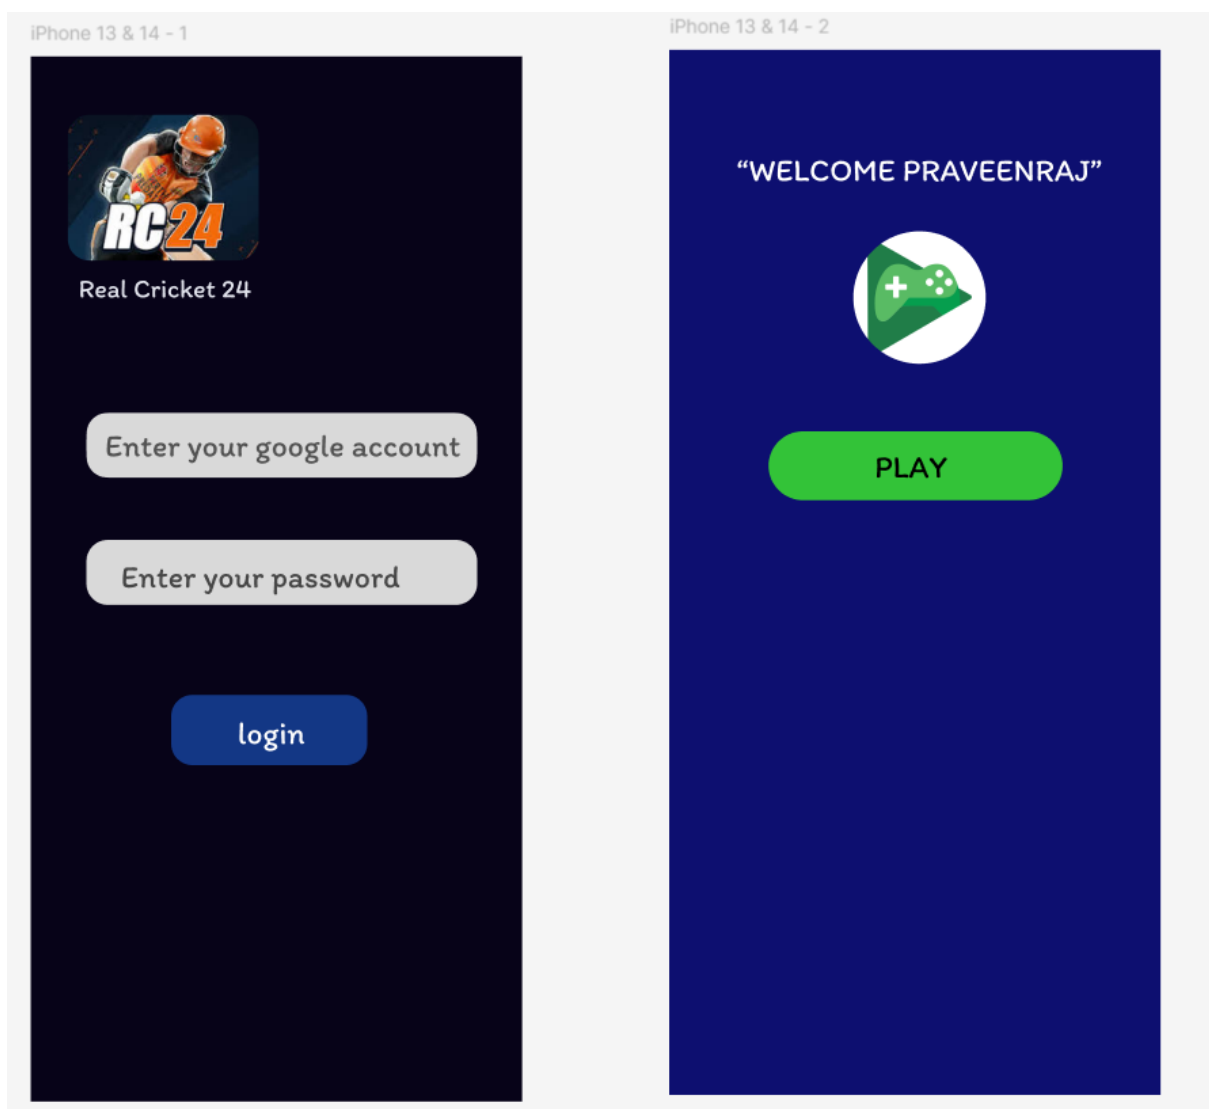 iPhone 13 & 14 - 1
RC24
Real Cricket 24
Enter your google account
Enter your password
login
iPhone 13 & 14 - 2
“WELCOME PRAVEENRAJ”
PLAY